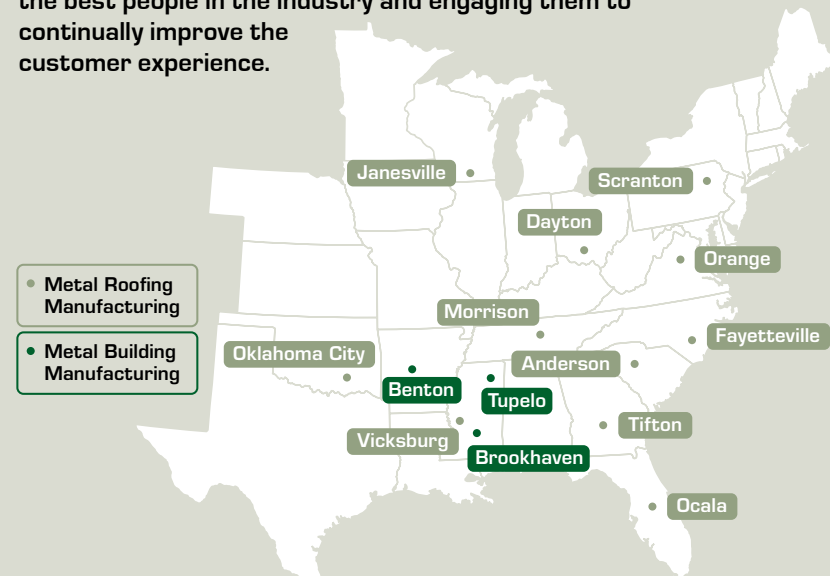 the best people in the industry and engaging them to
continually improve the
customer experience.
Janesville
Scranton
Dayton
Orange
Metal Roofing
Manufacturing
Morrison
Fayetteville
Metal Building
Manufacturing
Oklahoma City
Anderson
Benton
Tupelo
Tifton
Vicksburg
Brookhaven
Ocala